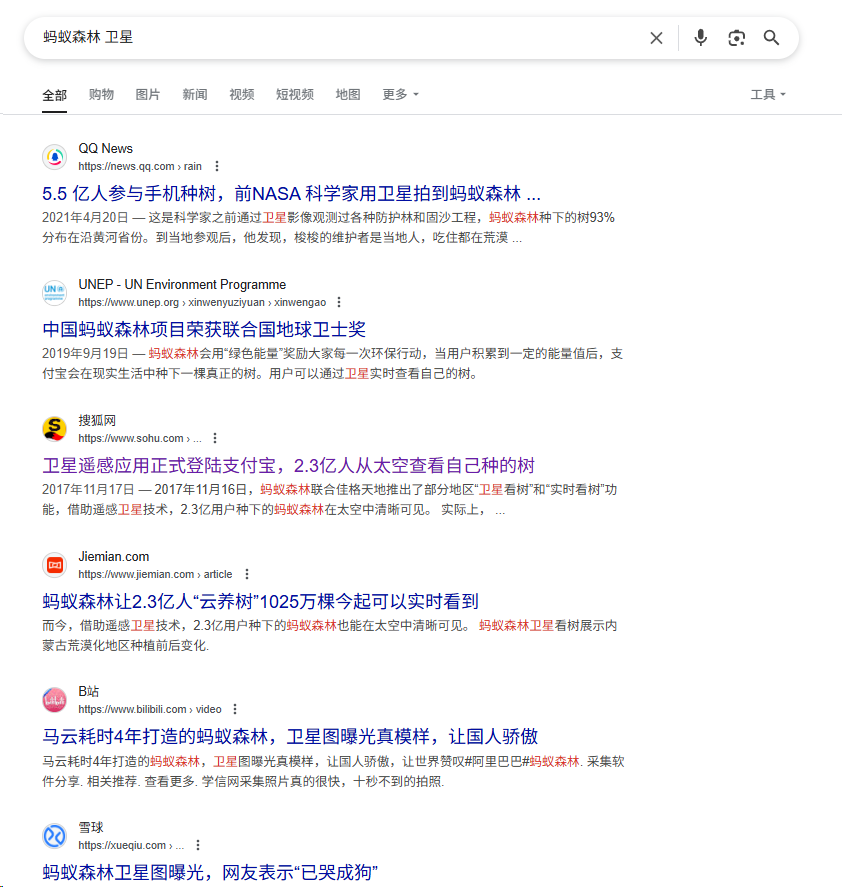 蚂蚁森林 卫星
全部 购物 图片 新闻 视频 短视频 地图 更多 工具
QQ News
https://news.qq.com › rain
5.5 亿人参与手机种树，前NASA 科学家用卫星拍到蚂蚁森林 ...
2021年4月20日 — 这是科学家之前通过卫星影像观测过各种防护林和固沙工程，蚂蚁森林种下的树93%
分布在沿黄河省份。到当地参观后，他发现，梭梭的维护者是当地人，吃住都在荒漠 ...
UNEP - UN Environment Programme
https://www.unep.org › xinwenyuziyuan › xinwengao
中国蚂蚁森林项目荣获联合国地球卫士奖
2019年9月19日 — 蚂蚁森林会用“绿色能量”奖励大家每一次环保行动，当用户积累到一定的能量值后，支
付宝会在现实生活中种下一棵真正的树。用户可以通过卫星实时查看自己的树。
搜狐网
https://www.sohu.com › ...
卫星遥感应用正式登陆支付宝，2.3亿人从太空查看自己种的树
2017年11月17日 — 2017年11月16日，蚂蚁森林联合佳格天地推出了部分地区“卫星看树”和“实时看树”功
能，借助遥感卫星技术，2.3亿用户种下的蚂蚁森林在太空中清晰可见。 实际上， ...
Jiemian.com
https://www.jiemian.com › article
蚂蚁森林让2.3亿人“云养树”1025万棵今起可以实时看到
而今，借助遥感卫星技术，2.3亿用户种下的蚂蚁森林也能在太空中清晰可见。 蚂蚁森林卫星看树展示内
蒙古荒漠化地区种植前后变化.
B站
https://www.bilibili.com › video
马云耗时4年打造的蚂蚁森林，卫星图曝光真模样，让国人骄傲
马云耗时4年打造的蚂蚁森林，卫星图曝光真模样，让国人骄傲，让世界赞叹#阿里巴巴#蚂蚁森林. 采集软
件分享. 相关推荐. 查看更多. 学信网采集照片真的很快，十秒不到的拍照.
雪球
https://xueqiu.com › ...
蚂蚁森林卫星图曝光，网友表示“已哭成狗”